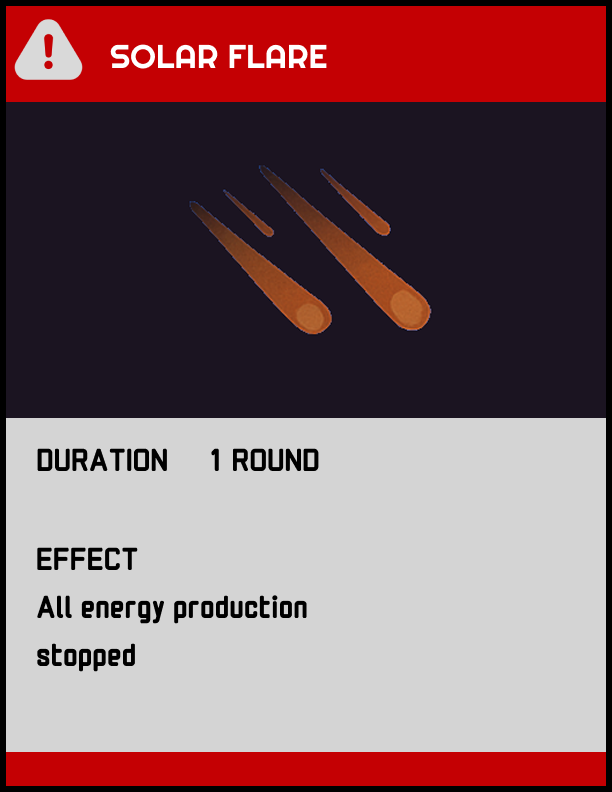 SOLAR FLARE
DURATION 1 ROUND
EFFECT
All energy production
stopped